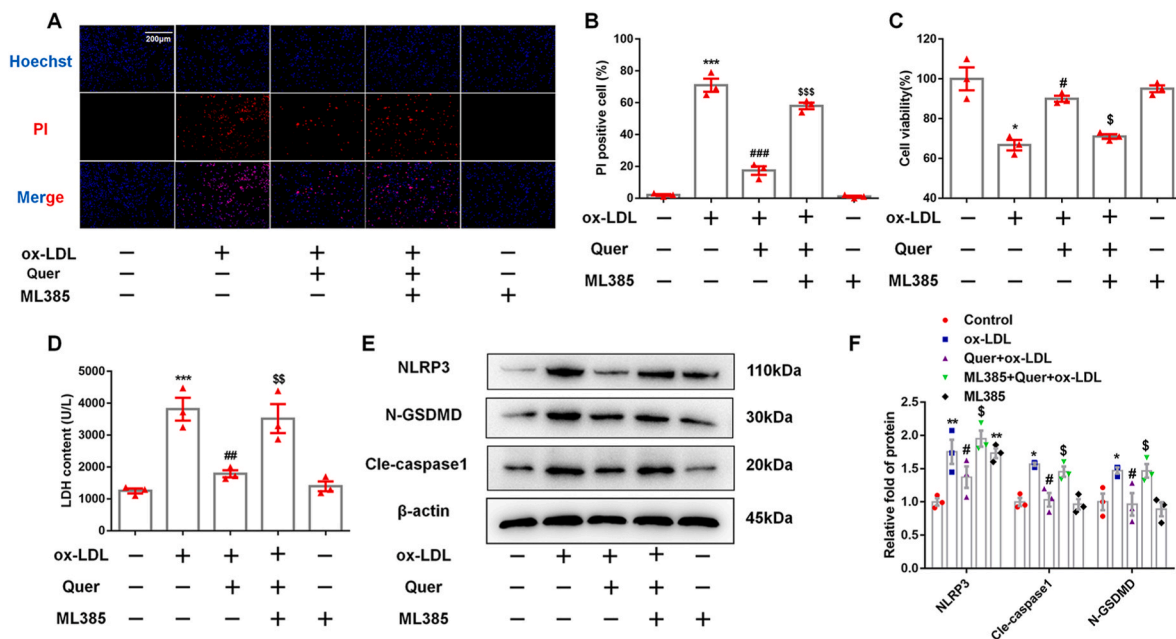 A
200μm
Hoechst
PI
Merge
ox-LDL − + + + −
Quer − − + + −
ML385 − − − + +
B
PI positive cell (%)
100
80
60
40
20
0
***
###
$$$
ox-LDL − + + + −
Quer − − + + −
ML385 − − − + +
C
Cell viability(%)
120
100
80
60
40
*
#
$
ox-LDL − + + + −
Quer − − + + −
ML385 − − − + +
D
LDH content (U/L)
5000
4000
3000
2000
1000
0
***
##
$$
ox-LDL − + + + −
Quer − − + + −
ML385 − − − + +
E
NLRP3 110kDa
N-GSDMD 30kDa
Cle-caspase1 20kDa
β-actin 45kDa
ox-LDL − + + + −
Quer − − + + −
ML385 − − − + +
F
Control
ox-LDL
Quer+ox-LDL
ML385+Quer+ox-LDL
ML385
Relative fold of protein
2.5
2.0
1.5
1.0
0.5
0.0
** # $ **
* # $
* # $
NLRP3
Cle-caspase1
N-GSDMD